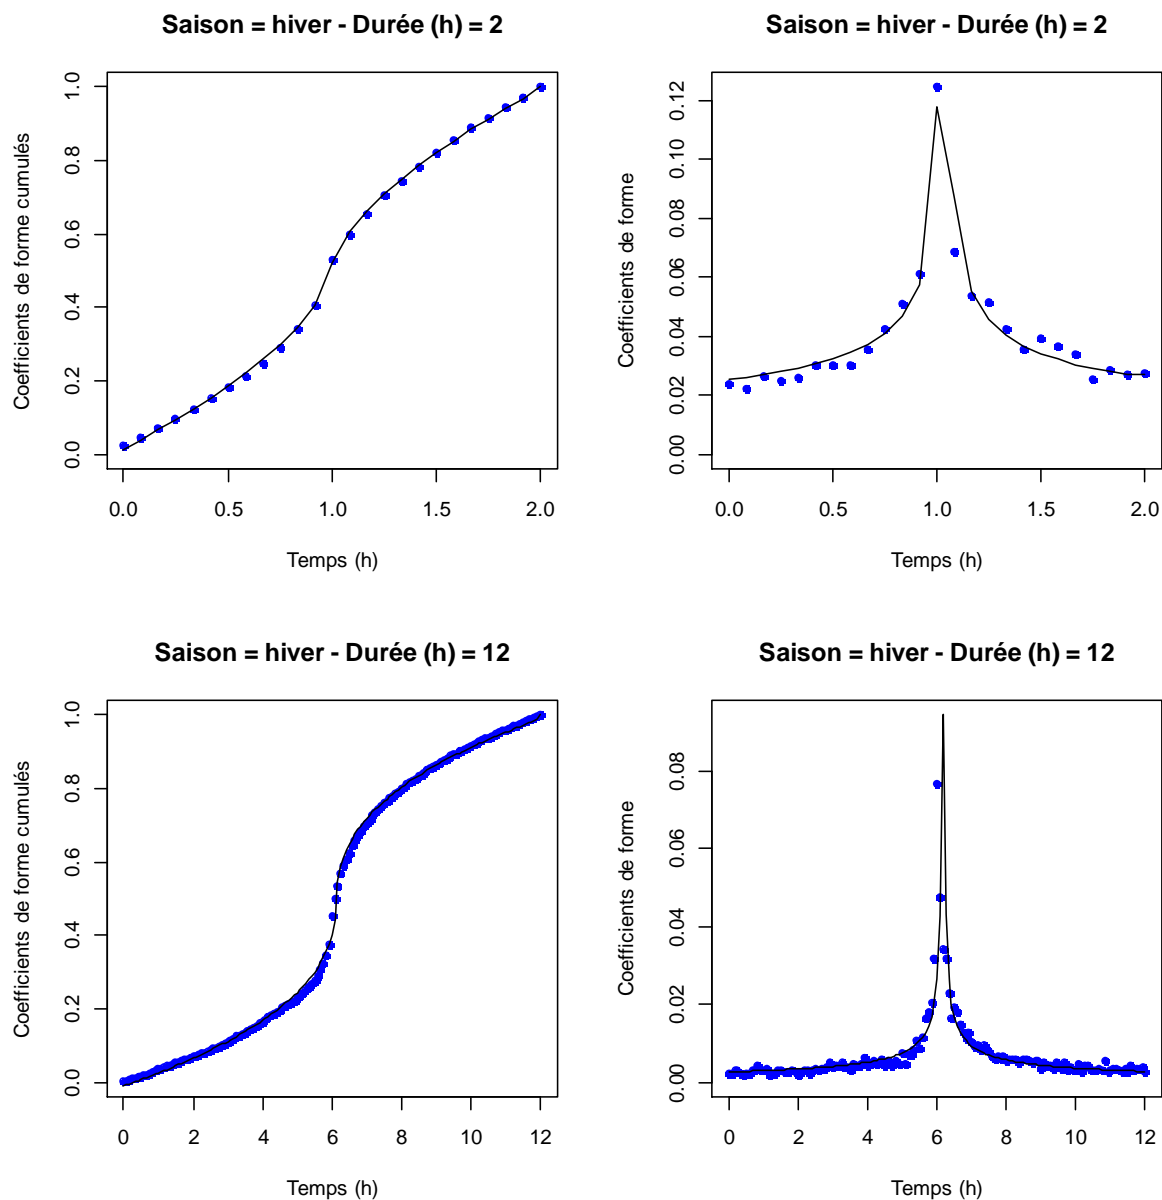 Saison = hiver - Durée (h) = 2
Coefficients de forme cumulés
1.0
0.8
0.6
0.4
0.2
0.0
0.0 0.5 1.0 1.5 2.0
Temps (h)
Saison = hiver - Durée (h) = 2
Coefficients de forme
0.12
0.10
0.08
0.06
0.04
0.02
0.00
0.0 0.5 1.0 1.5 2.0
Temps (h)
Saison = hiver - Durée (h) = 12
Coefficients de forme cumulés
1.0
0.8
0.6
0.4
0.2
0.0
0 2 4 6 8 10 12
Temps (h)
Saison = hiver - Durée (h) = 12
Coefficients de forme
0.08
0.06
0.04
0.02
0.00
0 2 4 6 8 10 12
Temps (h)